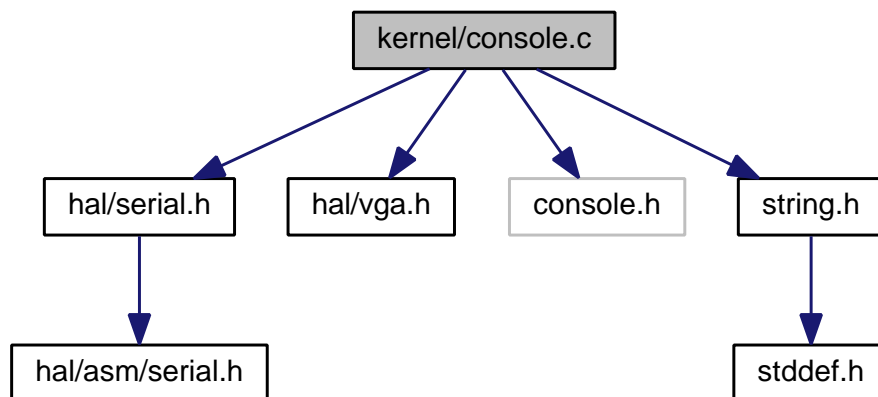 kernel/console.c
hal/serial.h
hal/vga.h
console.h
string.h
hal/asm/serial.h
stddef.h